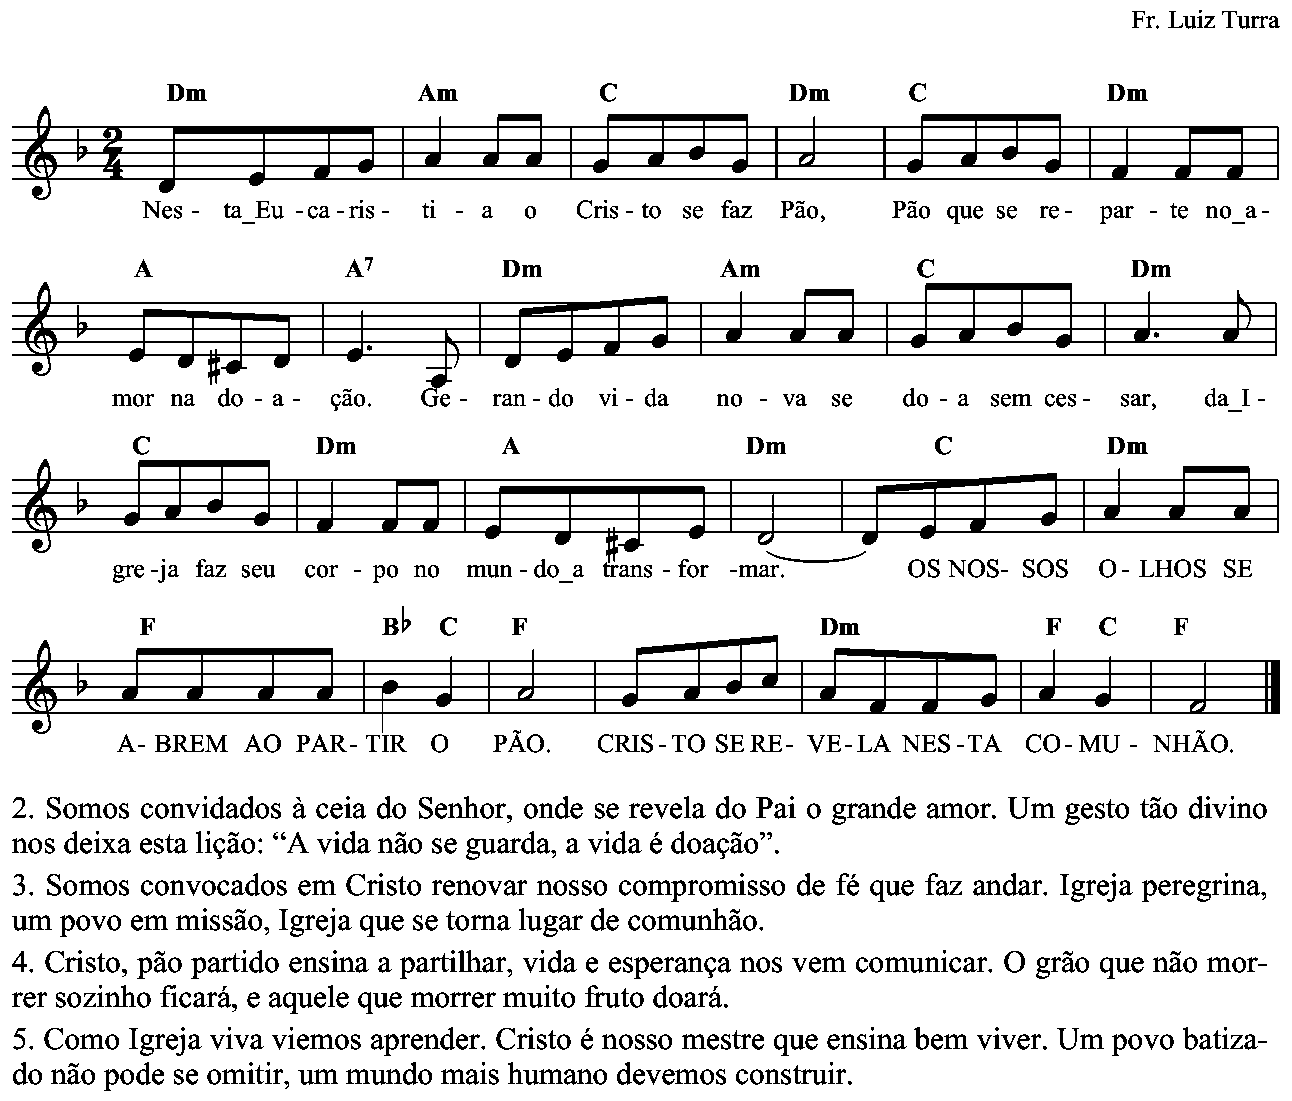 Fr. Luiz Turra
Dm Am C Dm C Dm
2
4
Nes - ta_Eu - ca - ris - ti - a o Cris - to se faz Pão, Pão que se re - par - te no_a -
A A7 Dm Am C Dm
mor na do - a - ção. Ge - ran - do vi - da no - va se do - a sem ces - sar, da_I -
C Dm A Dm C Dm
gre - ja faz seu cor - po no mun - do_a trans - for - mar. OS NOS - SOS O - LHOS SE
F B♭ C F Dm F C F
A - BREM AO PAR - TIR O PÃO. CRIS - TO SE RE - VE - LA NES - TA CO - MU - NHÃO.
2. Somos convidados à ceia do Senhor, onde se revela do Pai o grande amor. Um gesto tão divino
nos deixa esta lição: “A vida não se guarda, a vida é doação”.
3. Somos convocados em Cristo renovar nosso compromisso de fé que faz andar. Igreja peregrina,
um povo em missão, Igreja que se torna lugar de comunhão.
4. Cristo, pão partido ensina a partilhar, vida e esperança nos vem comunicar. O grão que não mor-
rer sozinho ficará, e aquele que morrer muito fruto doará.
5. Como Igreja viva viemos aprender. Cristo é nosso mestre que ensina bem viver. Um povo batiza-
do não pode se omitir, um mundo mais humano devemos construir.